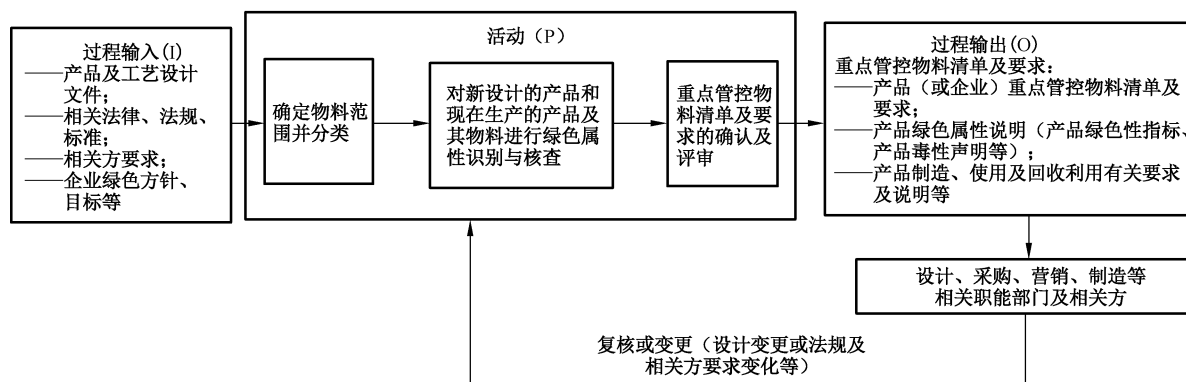 过程输入(I)
——产品及工艺设计
文件；
——相关法律、法规、
标准；
——相关方要求；
——企业绿色方针、
目标等
活动（P）
确定物料范
围并分类
对新设计的产品和
现在生产的产品及
其物料进行绿色属
性识别与核查
重点管控物
料清单及要
求的确认及
评审
过程输出(O)
重点管控物料清单及要求：
——产品（或企业）重点管控物料清单及
要求；
——产品绿色属性说明（产品绿色性指标、
产品毒性声明等）；
——产品制造、使用及回收利用有关要求
及说明等
设计、采购、营销、制造等
相关职能部门及相关方
复核或变更（设计变更或法规及
相关方要求变化等）